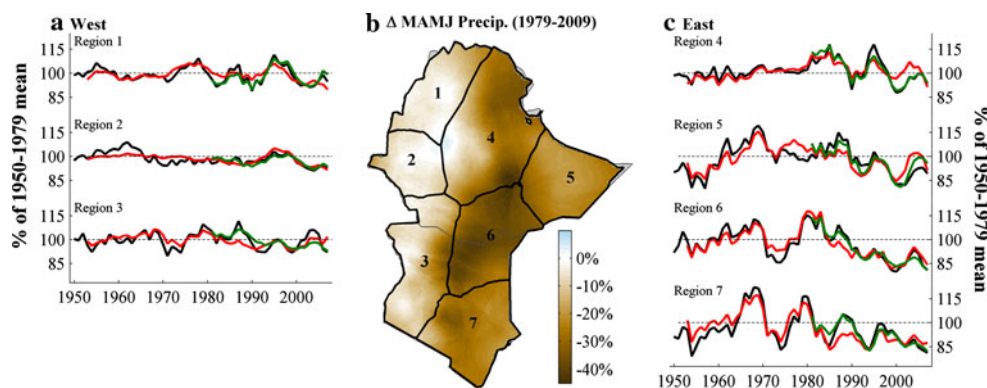 a West
Region 1
115
100
85
Region 2
115
100
85
Region 3
115
100
85
% of 1950-1979 mean
1950 1960 1970 1980 1990 2000
b Δ MAMJ Precip. (1979-2009)
1
2
3
4
5
6
7
0%
-10%
-20%
-30%
-40%
c East
Region 4
115
100
85
Region 5
115
100
85
Region 6
115
100
85
Region 7
115
100
85
% of 1950-1979 mean
1950 1960 1970 1980 1990 2000